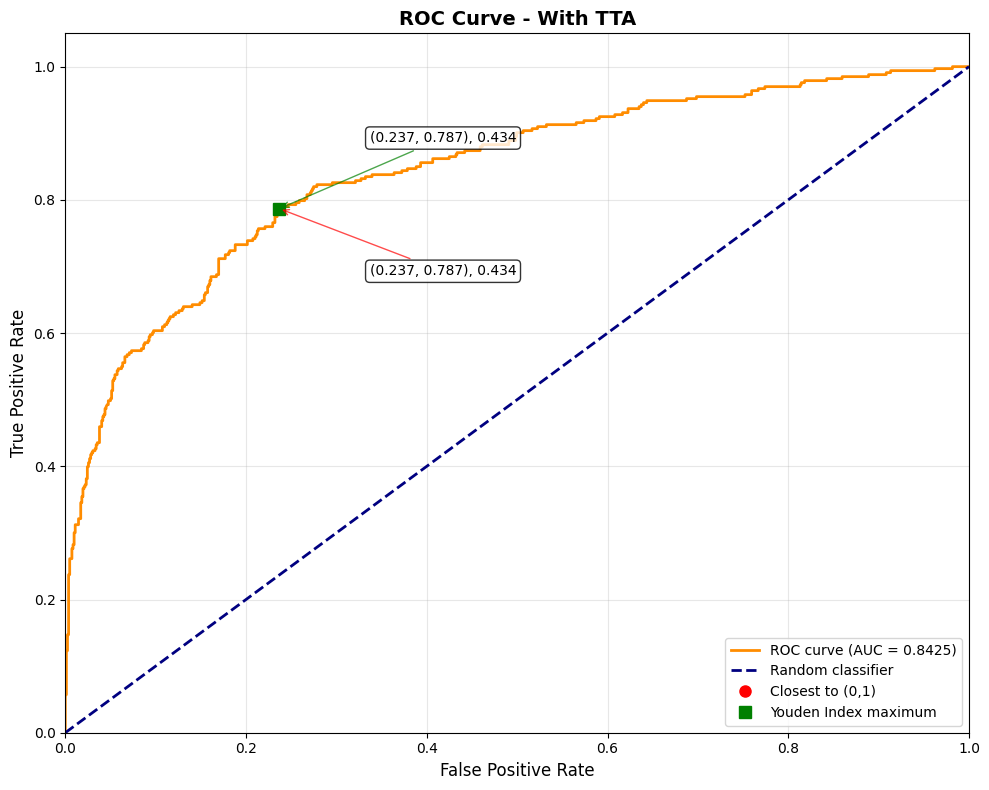 ROC Curve - With TTA
True Positive Rate
1.0
0.8
0.6
0.4
0.2
0.0
(0.237, 0.787), 0.434
(0.237, 0.787), 0.434
ROC curve (AUC = 0.8425)
Random classifier
Closest to (0,1)
Youden Index maximum
0.0 0.2 0.4 0.6 0.8 1.0
False Positive Rate